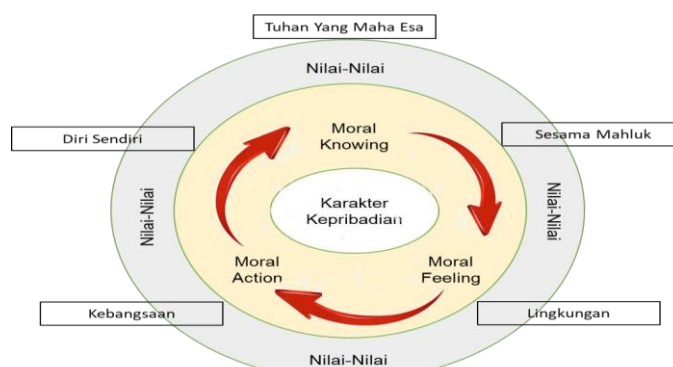 Tuhan Yang Maha Esa
Nilai-Nilai
Diri Sendiri
Moral
Knowing
Sesama Mahluk
Nilai-Nilai
Karakter
Kepribadian
Nilai-Nilai
Moral
Action
Moral
Feeling
Kebangsaan
Lingkungan
Nilai-Nilai